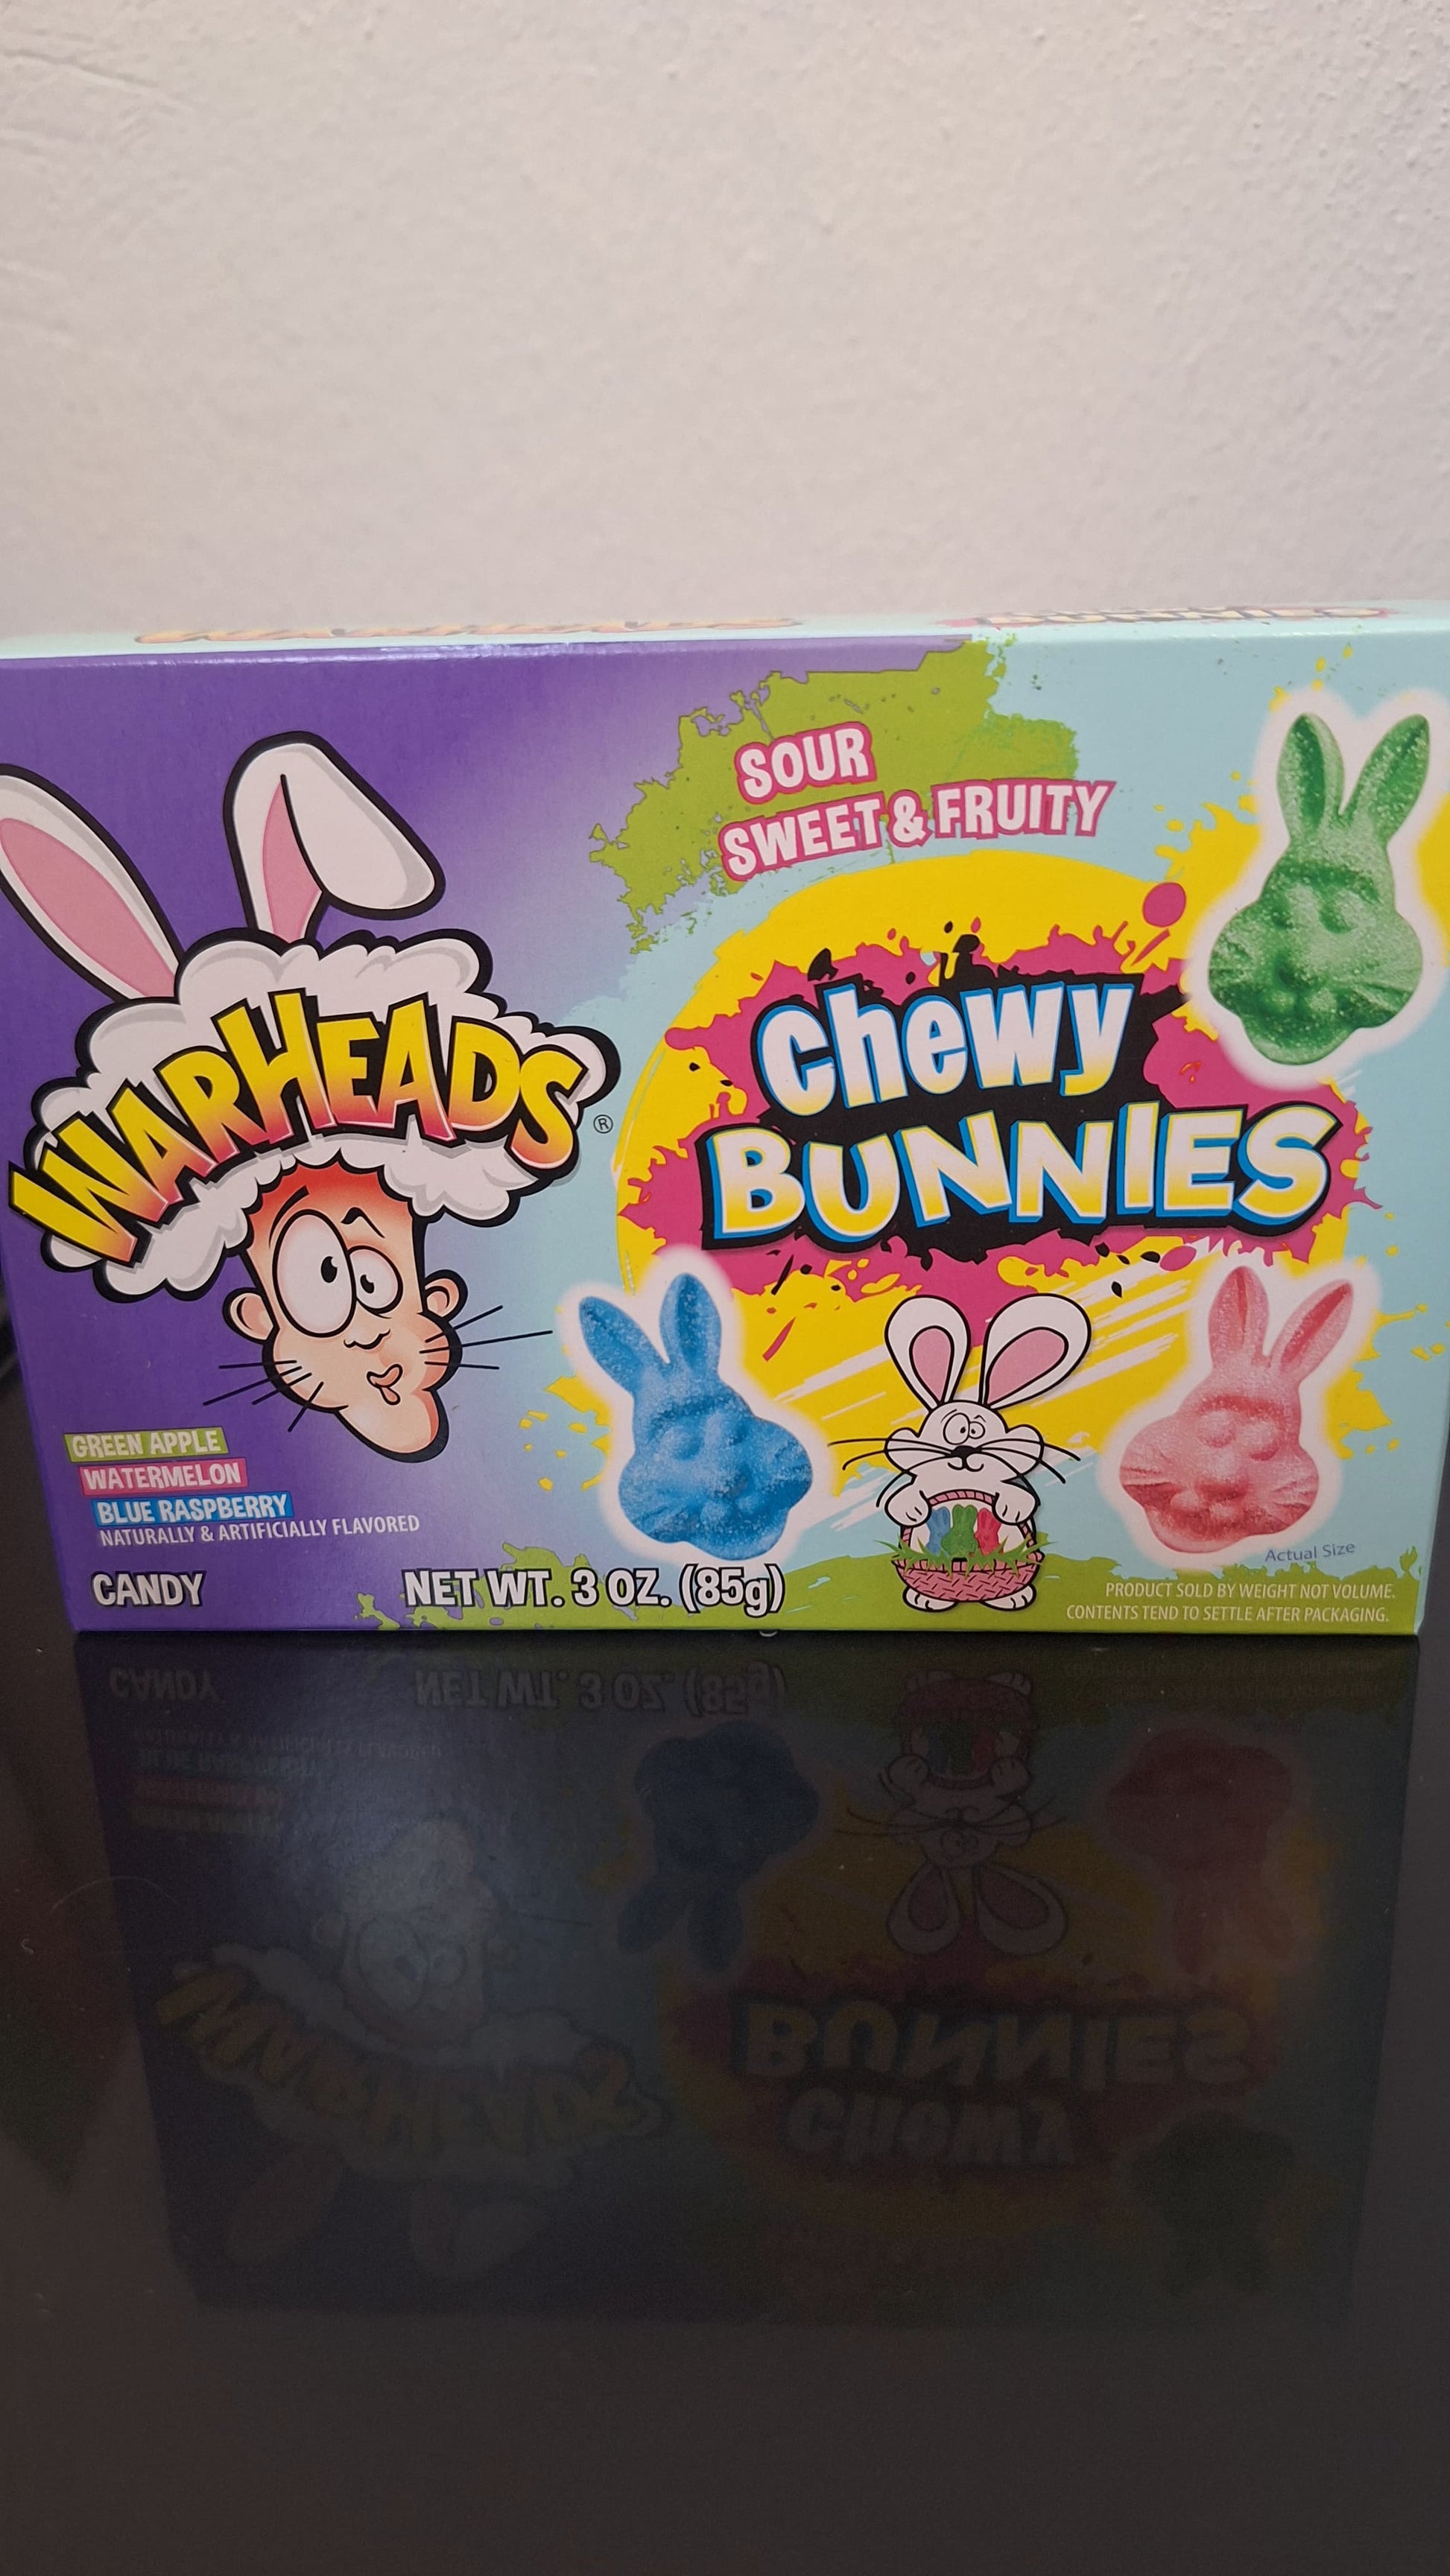 SOUR
SWEET & FRUITY
WARHEADS®
Chewy
BUNNIES
GREEN APPLE
WATERMELON
BLUE RASPBERRY
NATURALLY & ARTIFICIALLY FLAVORED
CANDY
NET WT. 3 OZ. (85g)
Actual Size
PRODUCT SOLD BY WEIGHT NOT VOLUME.
CONTENTS TEND TO SETTLE AFTER PACKAGING.